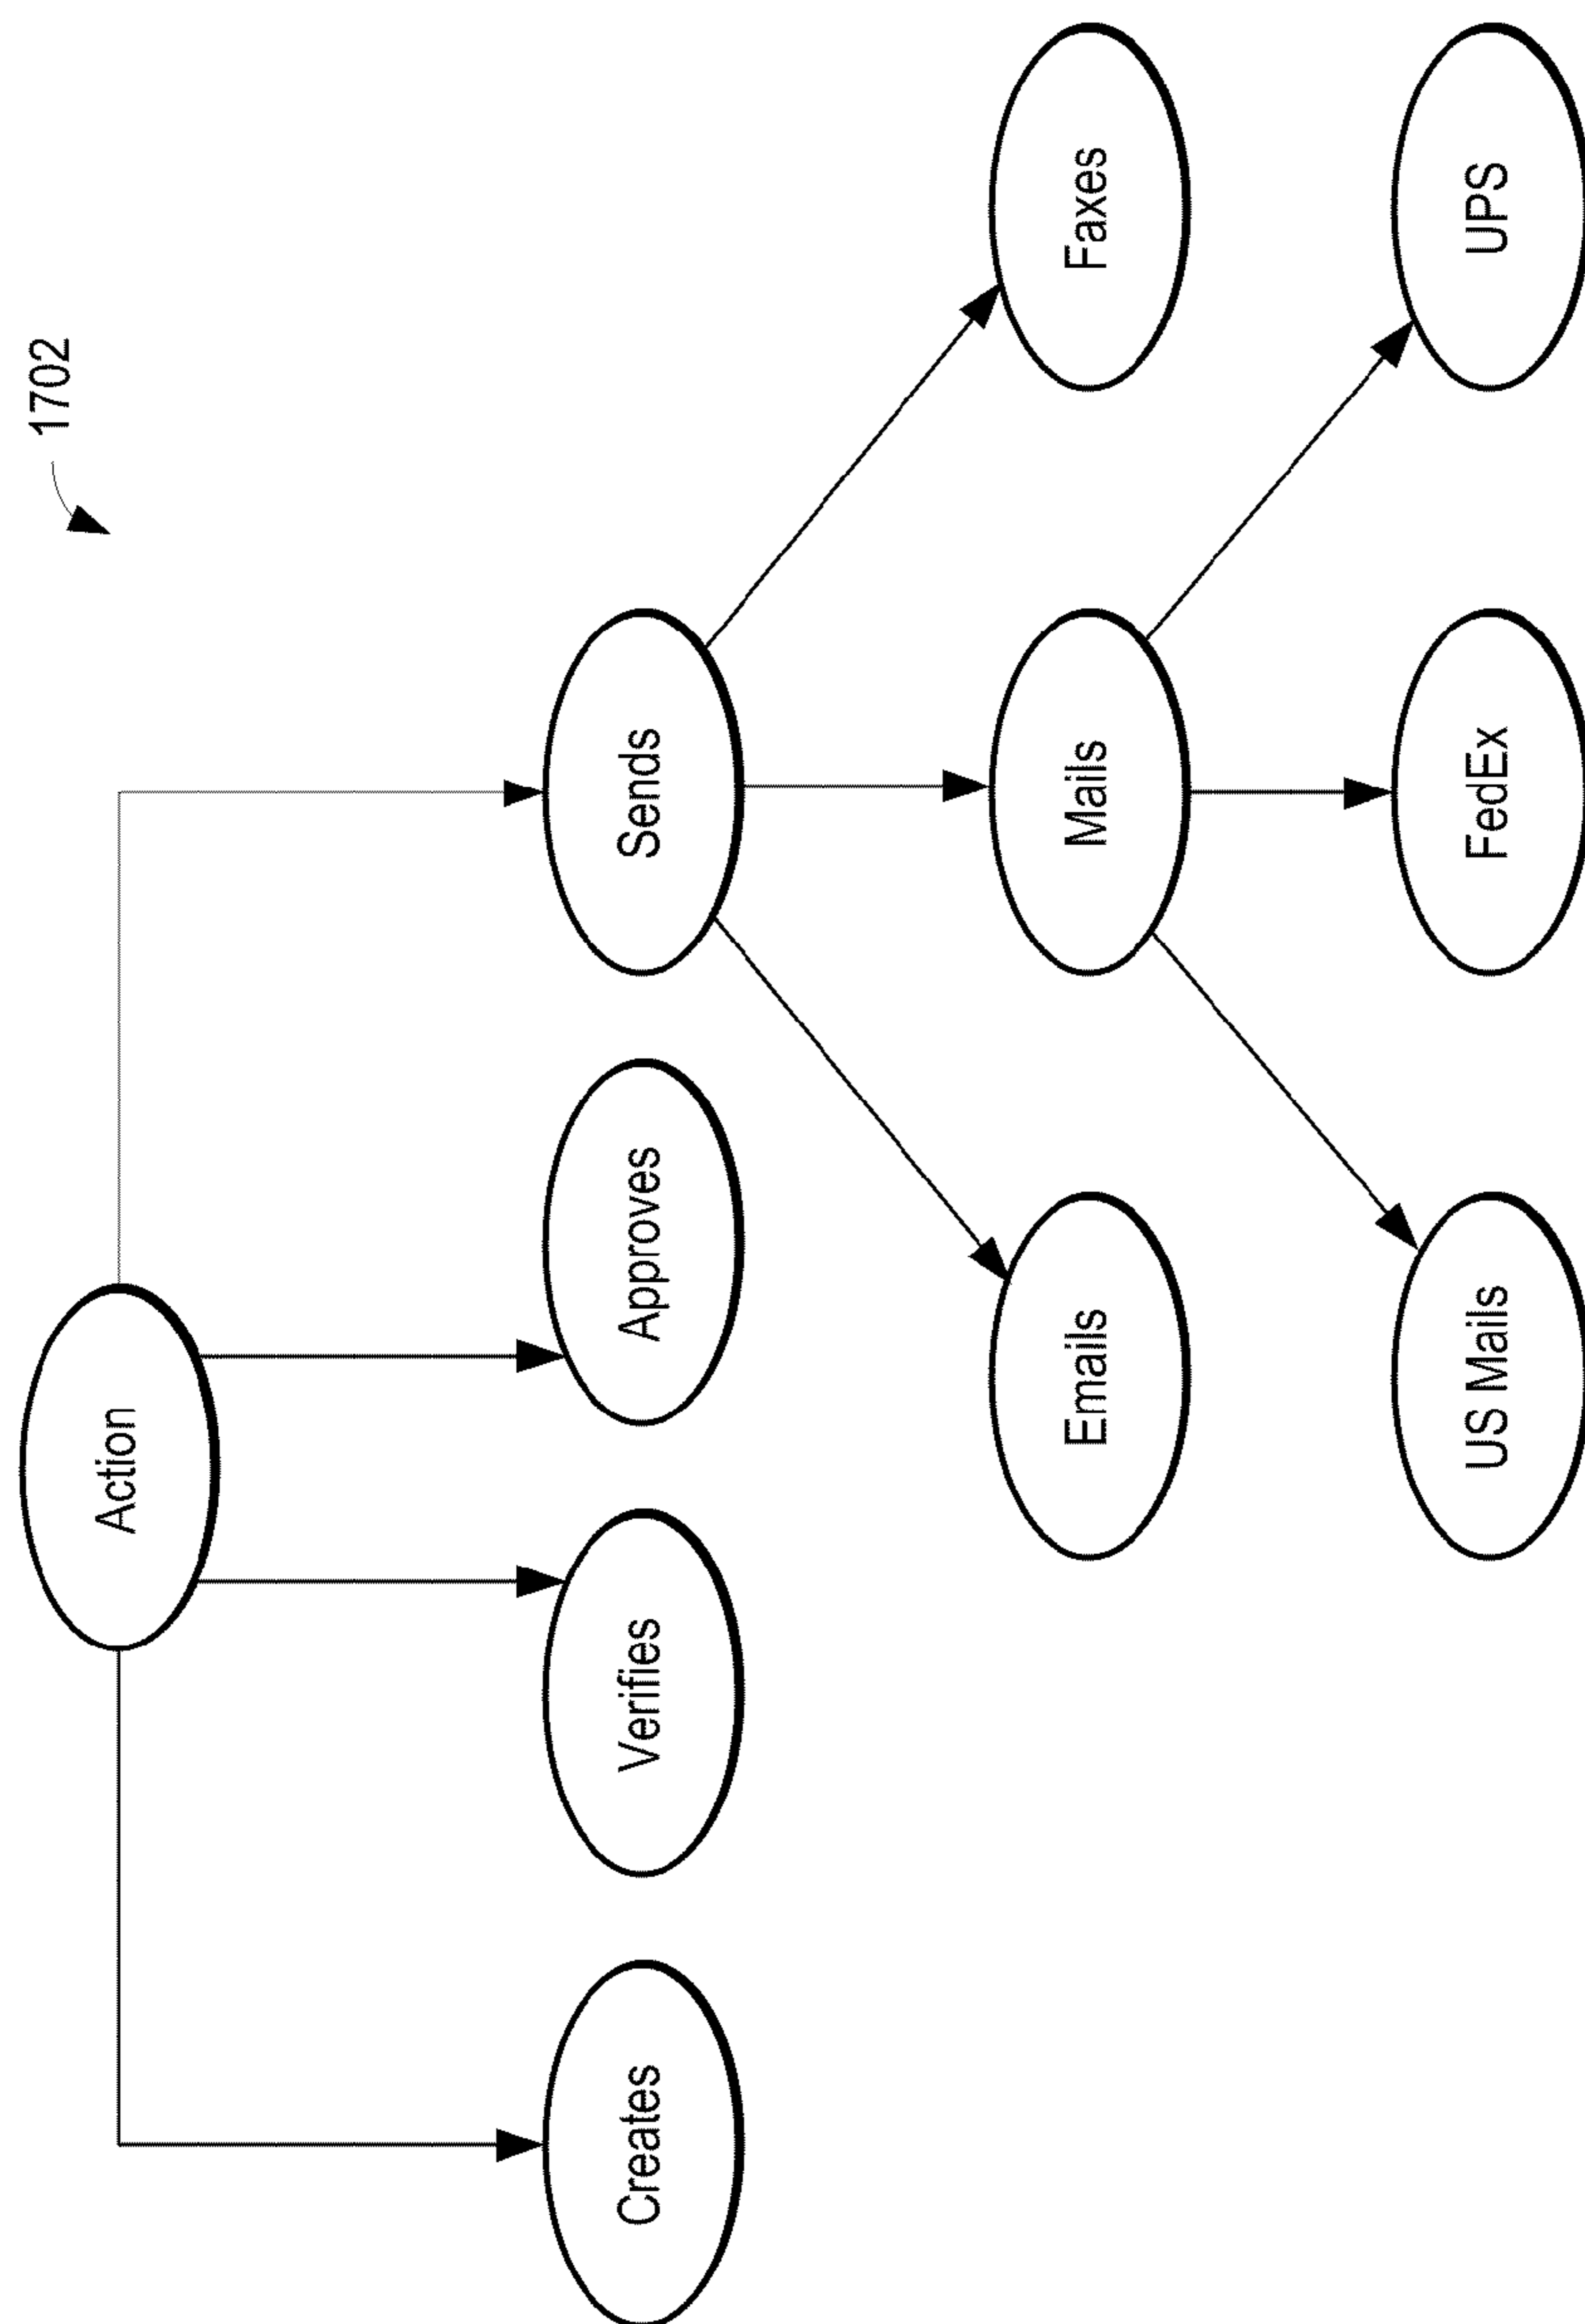 1702
Action
Creates
Verifies
Approves
Sends
Emails
Mails
Faxes
US Mails
FedEx
UPS